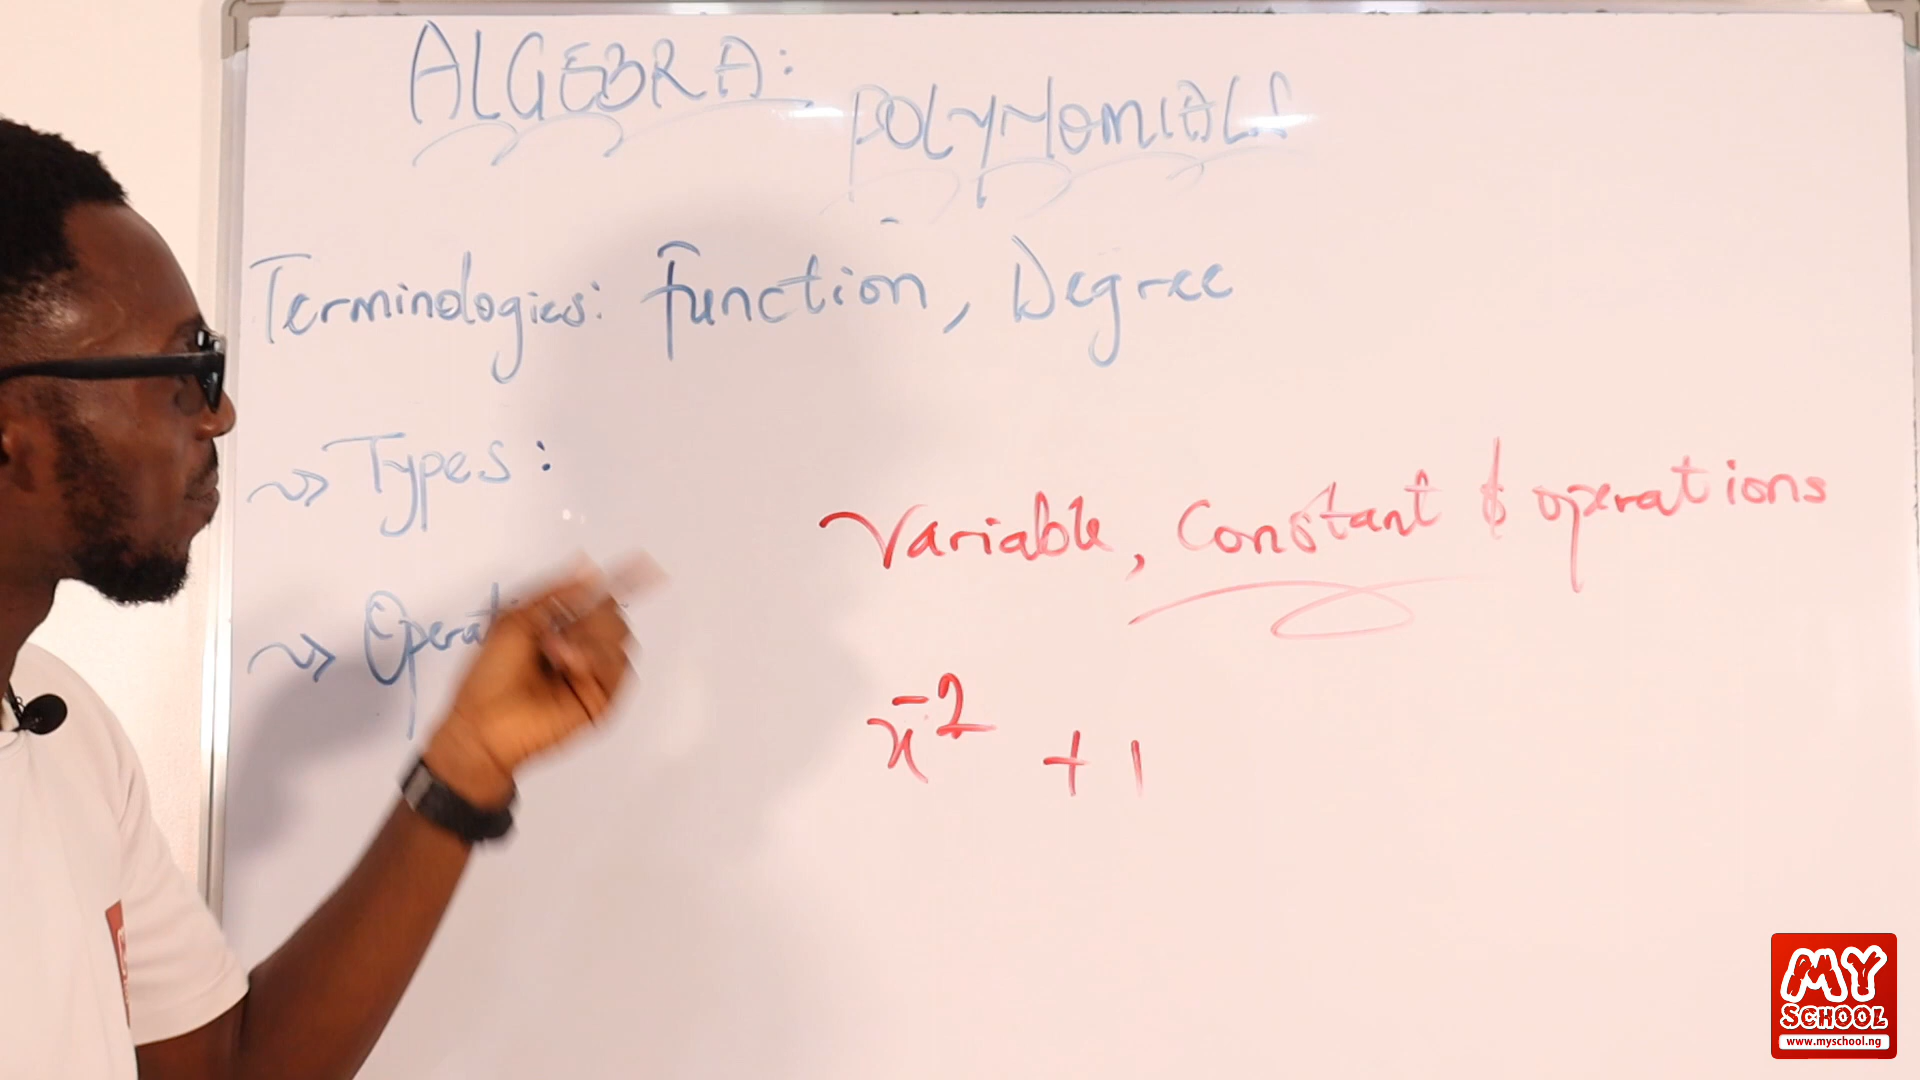 ALGEBRA:
POLYNOMIALS
Terminologies: Function, Degree
Types:
Variable, Constant & operations
x⁻² + 1
MY
SCHOOL
www.myschool.ng